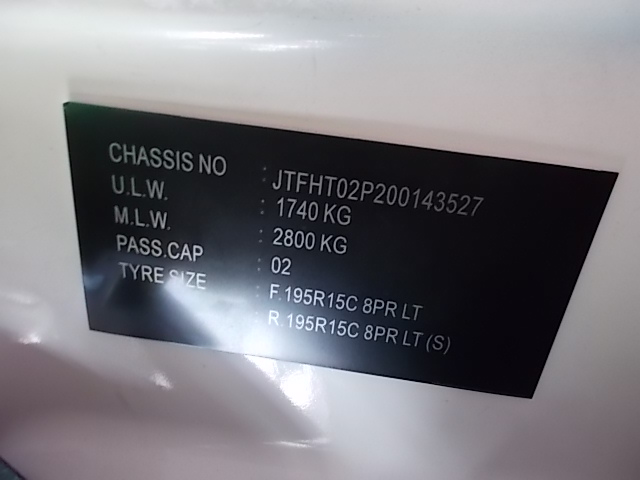 CHASSIS NO : JTFHT02P200143527
U.L.W. : 1740 KG
M.L.W. : 2800 KG
PASS.CAP : 02
TYRE SIZE : F.195R15C 8PR LT
R.195R15C 8PR LT (S)